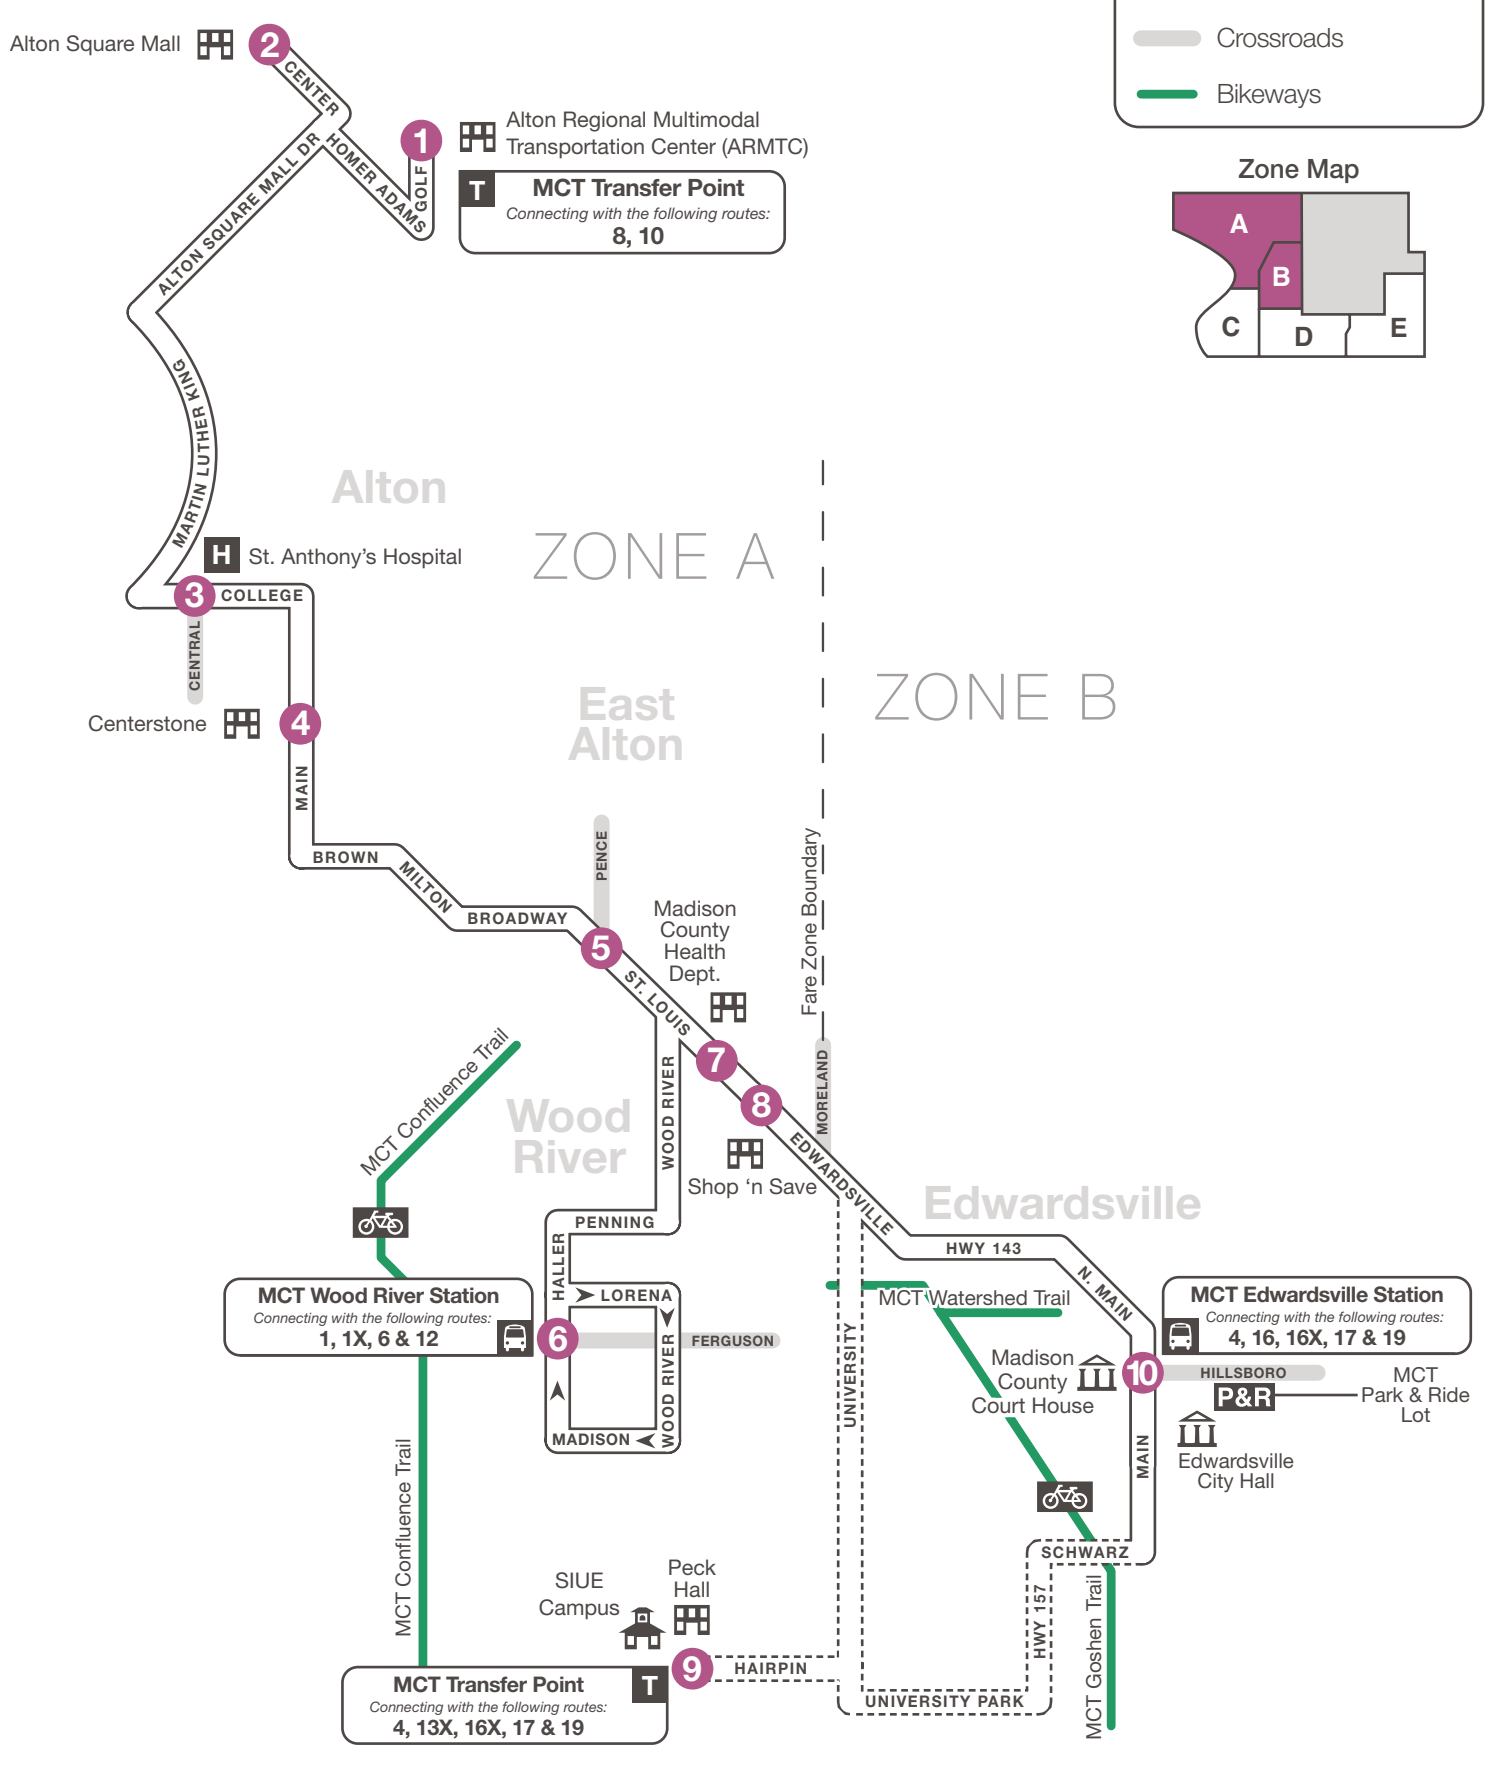 Crossroads
Bikeways
Zone Map
A
B
C
D
E
Alton Square Mall
2
CENTER
1
GOLF
HOMER ADAMS
Alton Regional Multimodal
Transportation Center (ARMTC)
T
MCT Transfer Point
Connecting with the following routes:
8, 10
ALTON SQUARE MALL DR
MARTIN LUTHER KING
Alton
ZONE A
H
St. Anthony's Hospital
3
COLLEGE
CENTRAL
Centerstone
4
MAIN
East
Alton
ZONE B
BROWN
MILTON
BROADWAY
PENCE
5
ST. LOUIS
Madison
County
Health
Dept.
Fare Zone Boundary
MORELAND
7
8
Shop ‘n Save
EDWARDSVILLE
WOOD RIVER
Wood
River
MCT Confluence Trail
PENNING
HALLER
LORENA
WOOD RIVER
MADISON
FERGUSON
6
MCT Wood River Station
Connecting with the following routes:
1, 1X, 6 & 12
Edwardsville
HWY 143
N. MAIN
MCT Watershed Trail
UNIVERSITY
MCT Edwardsville Station
Connecting with the following routes:
4, 16, 16X, 17 & 19
Madison
County
Court House
10
HILLSBORO
P&R
MCT
Park & Ride
Lot
MAIN
Edwardsville
City Hall
SCHWARZ
HWY 157
MCT Goshen Trail
MCT Confluence Trail
SIUE
Campus
Peck
Hall
9
HAIRPIN
UNIVERSITY PARK
MCT Transfer Point
T
Connecting with the following routes:
4, 13X, 16X, 17 & 19